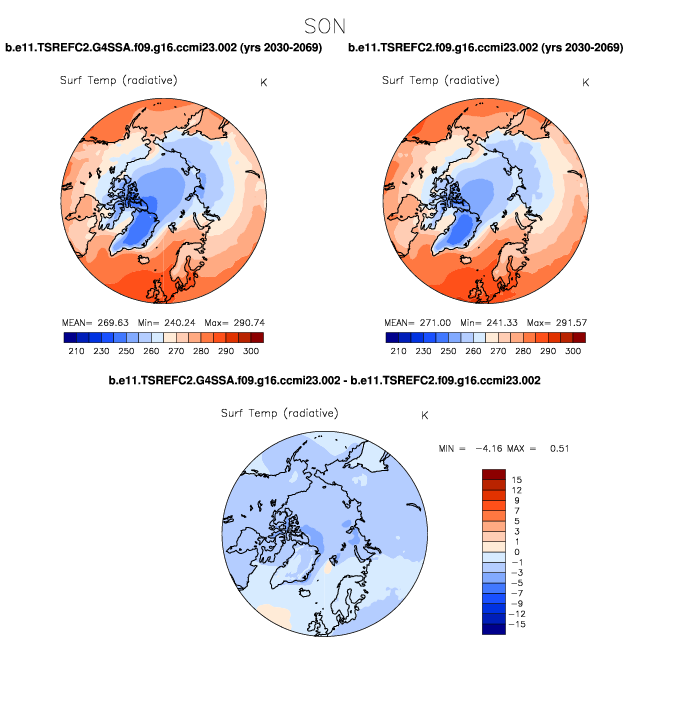 SON
b.e11.TSREFC2.G4SSA.f09.g16.ccmi23.002 (yrs 2030-2069) b.e11.TSREFC2.f09.g16.ccmi23.002 (yrs 2030-2069)
Surf Temp (radiative) K Surf Temp (radiative) K
MEAN= 269.63 Min= 240.24 Max= 290.74 MEAN= 271.00 Min= 241.33 Max= 291.57
210 230 250 260 270 280 290 300 210 230 250 260 270 280 290 300
b.e11.TSREFC2.G4SSA.f09.g16.ccmi23.002 - b.e11.TSREFC2.f09.g16.ccmi23.002
Surf Temp (radiative) K
MIN = -4.16 MAX = 0.51
15
12
9
7
5
3
1
0
-1
-3
-5
-7
-9
-12
-15